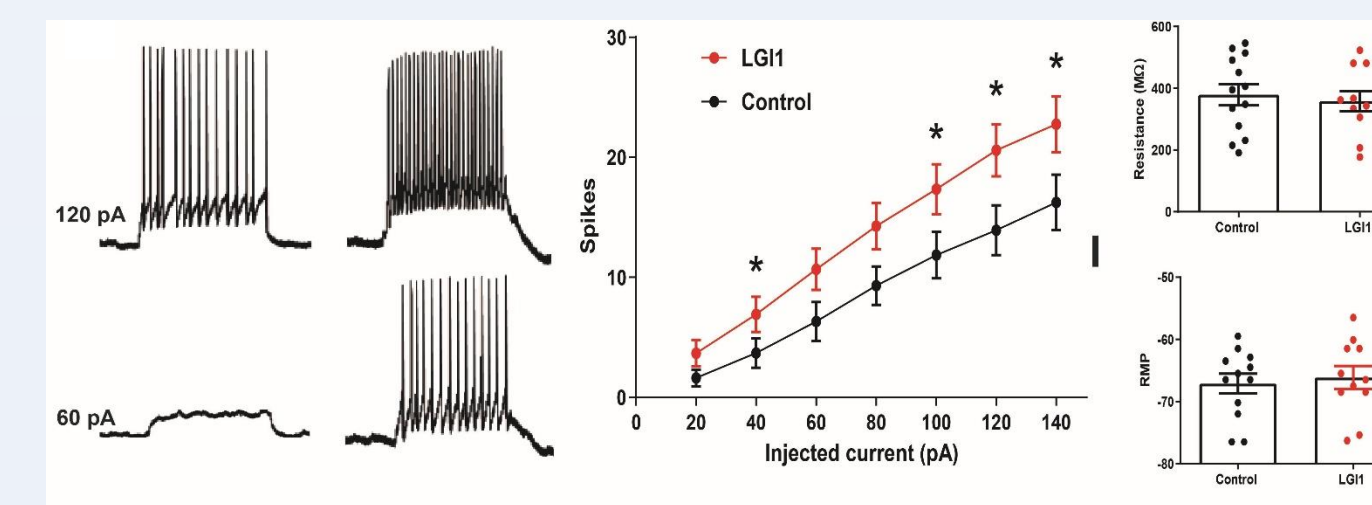 120 pA
60 pA
30
20
10
0
Spikes
LGI1
Control
*
*
*
*
0 20 40 60 80 100 120 140
Injected current (pA)
600
400
200
0
Resistance (MΩ)
Control LGI1
-50
-60
-70
-80
RMP
Control LGI1